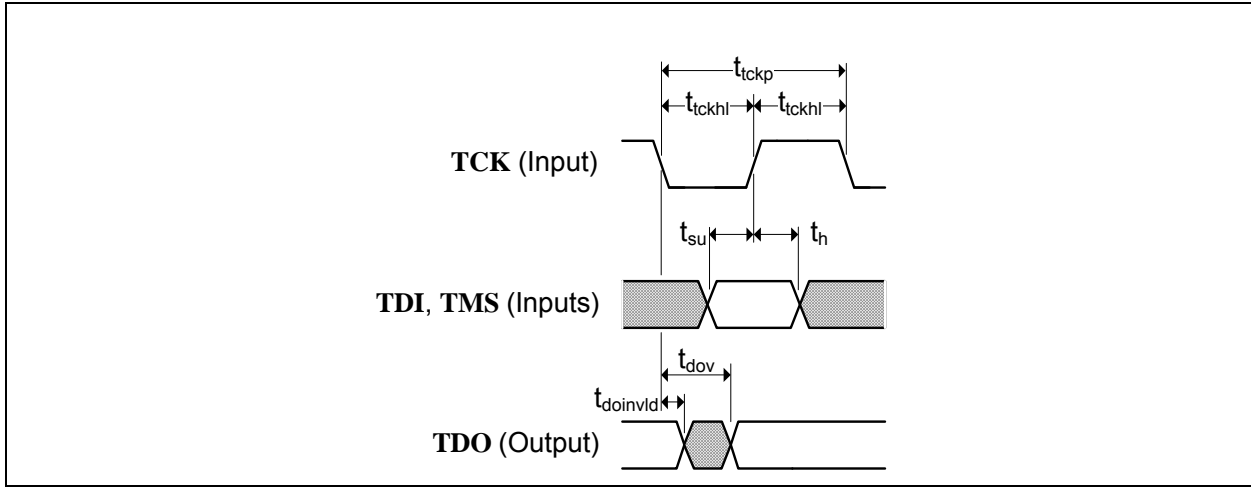 t_tckp
t_tckhl t_tckhl
TCK (Input)
t_su t_h
TDI, TMS (Inputs)
t_dov
t_doinvld
TDO (Output)